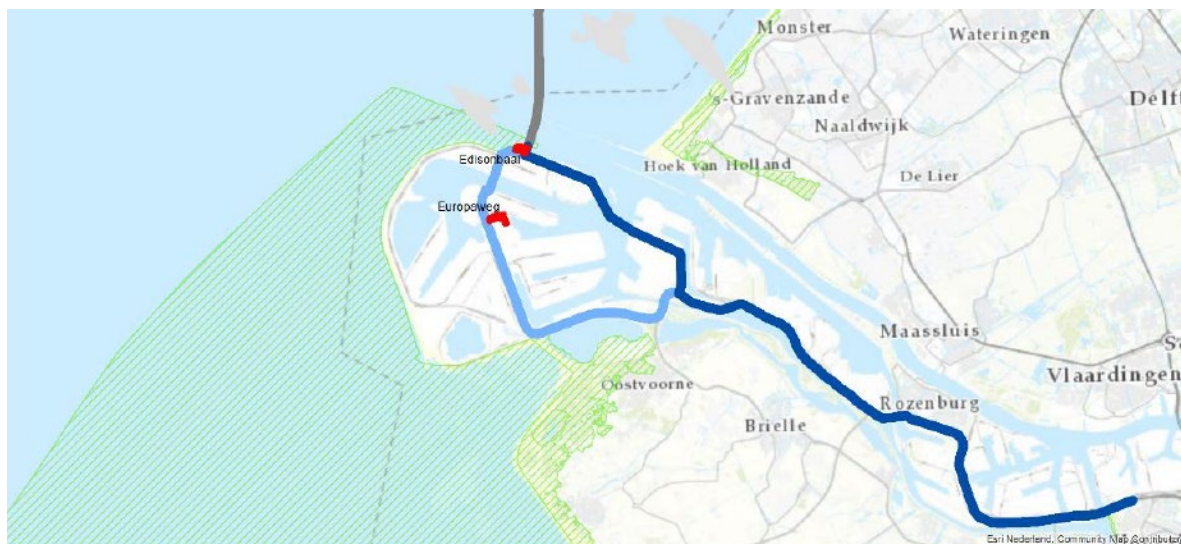 Monster
Wateringen
's-Gravenzande
Delft
Naaldwijk
Edisonbaai
Hoek van Holland
De Lier
Europaweg
Maassluis
Vlaardingen
Oostvoorne
Rozenburg
Brielle
Esri Nederland, Community Map Contributors